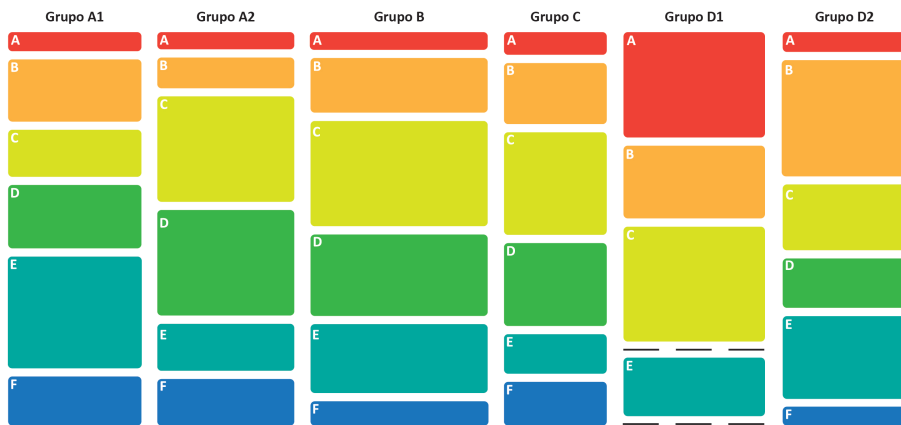 Grupo A1 Grupo A2 Grupo B Grupo C Grupo D1 Grupo D2
A A A A A A
B B B B B B
C C C C C C
D D D D D
E E E E E E
F F F F F